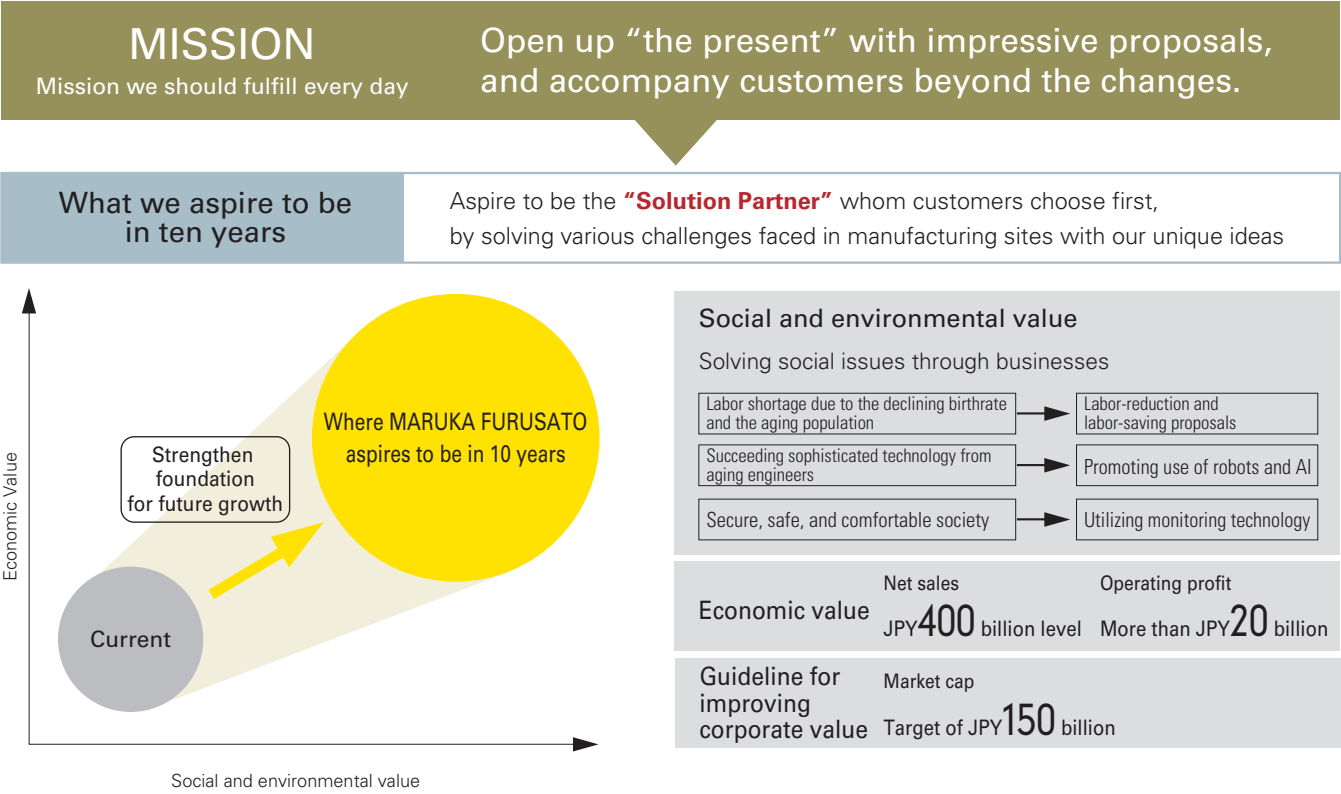 MISSION
Mission we should fulfill every day
Open up “the present” with impressive proposals,
and accompany customers beyond the changes.
What we aspire to be
in ten years
Aspire to be the “Solution Partner” whom customers choose first,
by solving various challenges faced in manufacturing sites with our unique ideas
Economic Value
Where MARUKA FURUSATO
aspires to be in 10 years
Strengthen
foundation
for future growth
Current
Social and environmental value
Social and environmental value
Solving social issues through businesses
Labor shortage due to the declining birthrate
and the aging population
Labor-reduction and
labor-saving proposals
Succeeding sophisticated technology from
aging engineers
Promoting use of robots and AI
Secure, safe, and comfortable society
Utilizing monitoring technology
Economic value
Net sales
JPY400 billion level
Operating profit
More than JPY20 billion
Guideline for
improving
corporate value
Market cap
Target of JPY150 billion